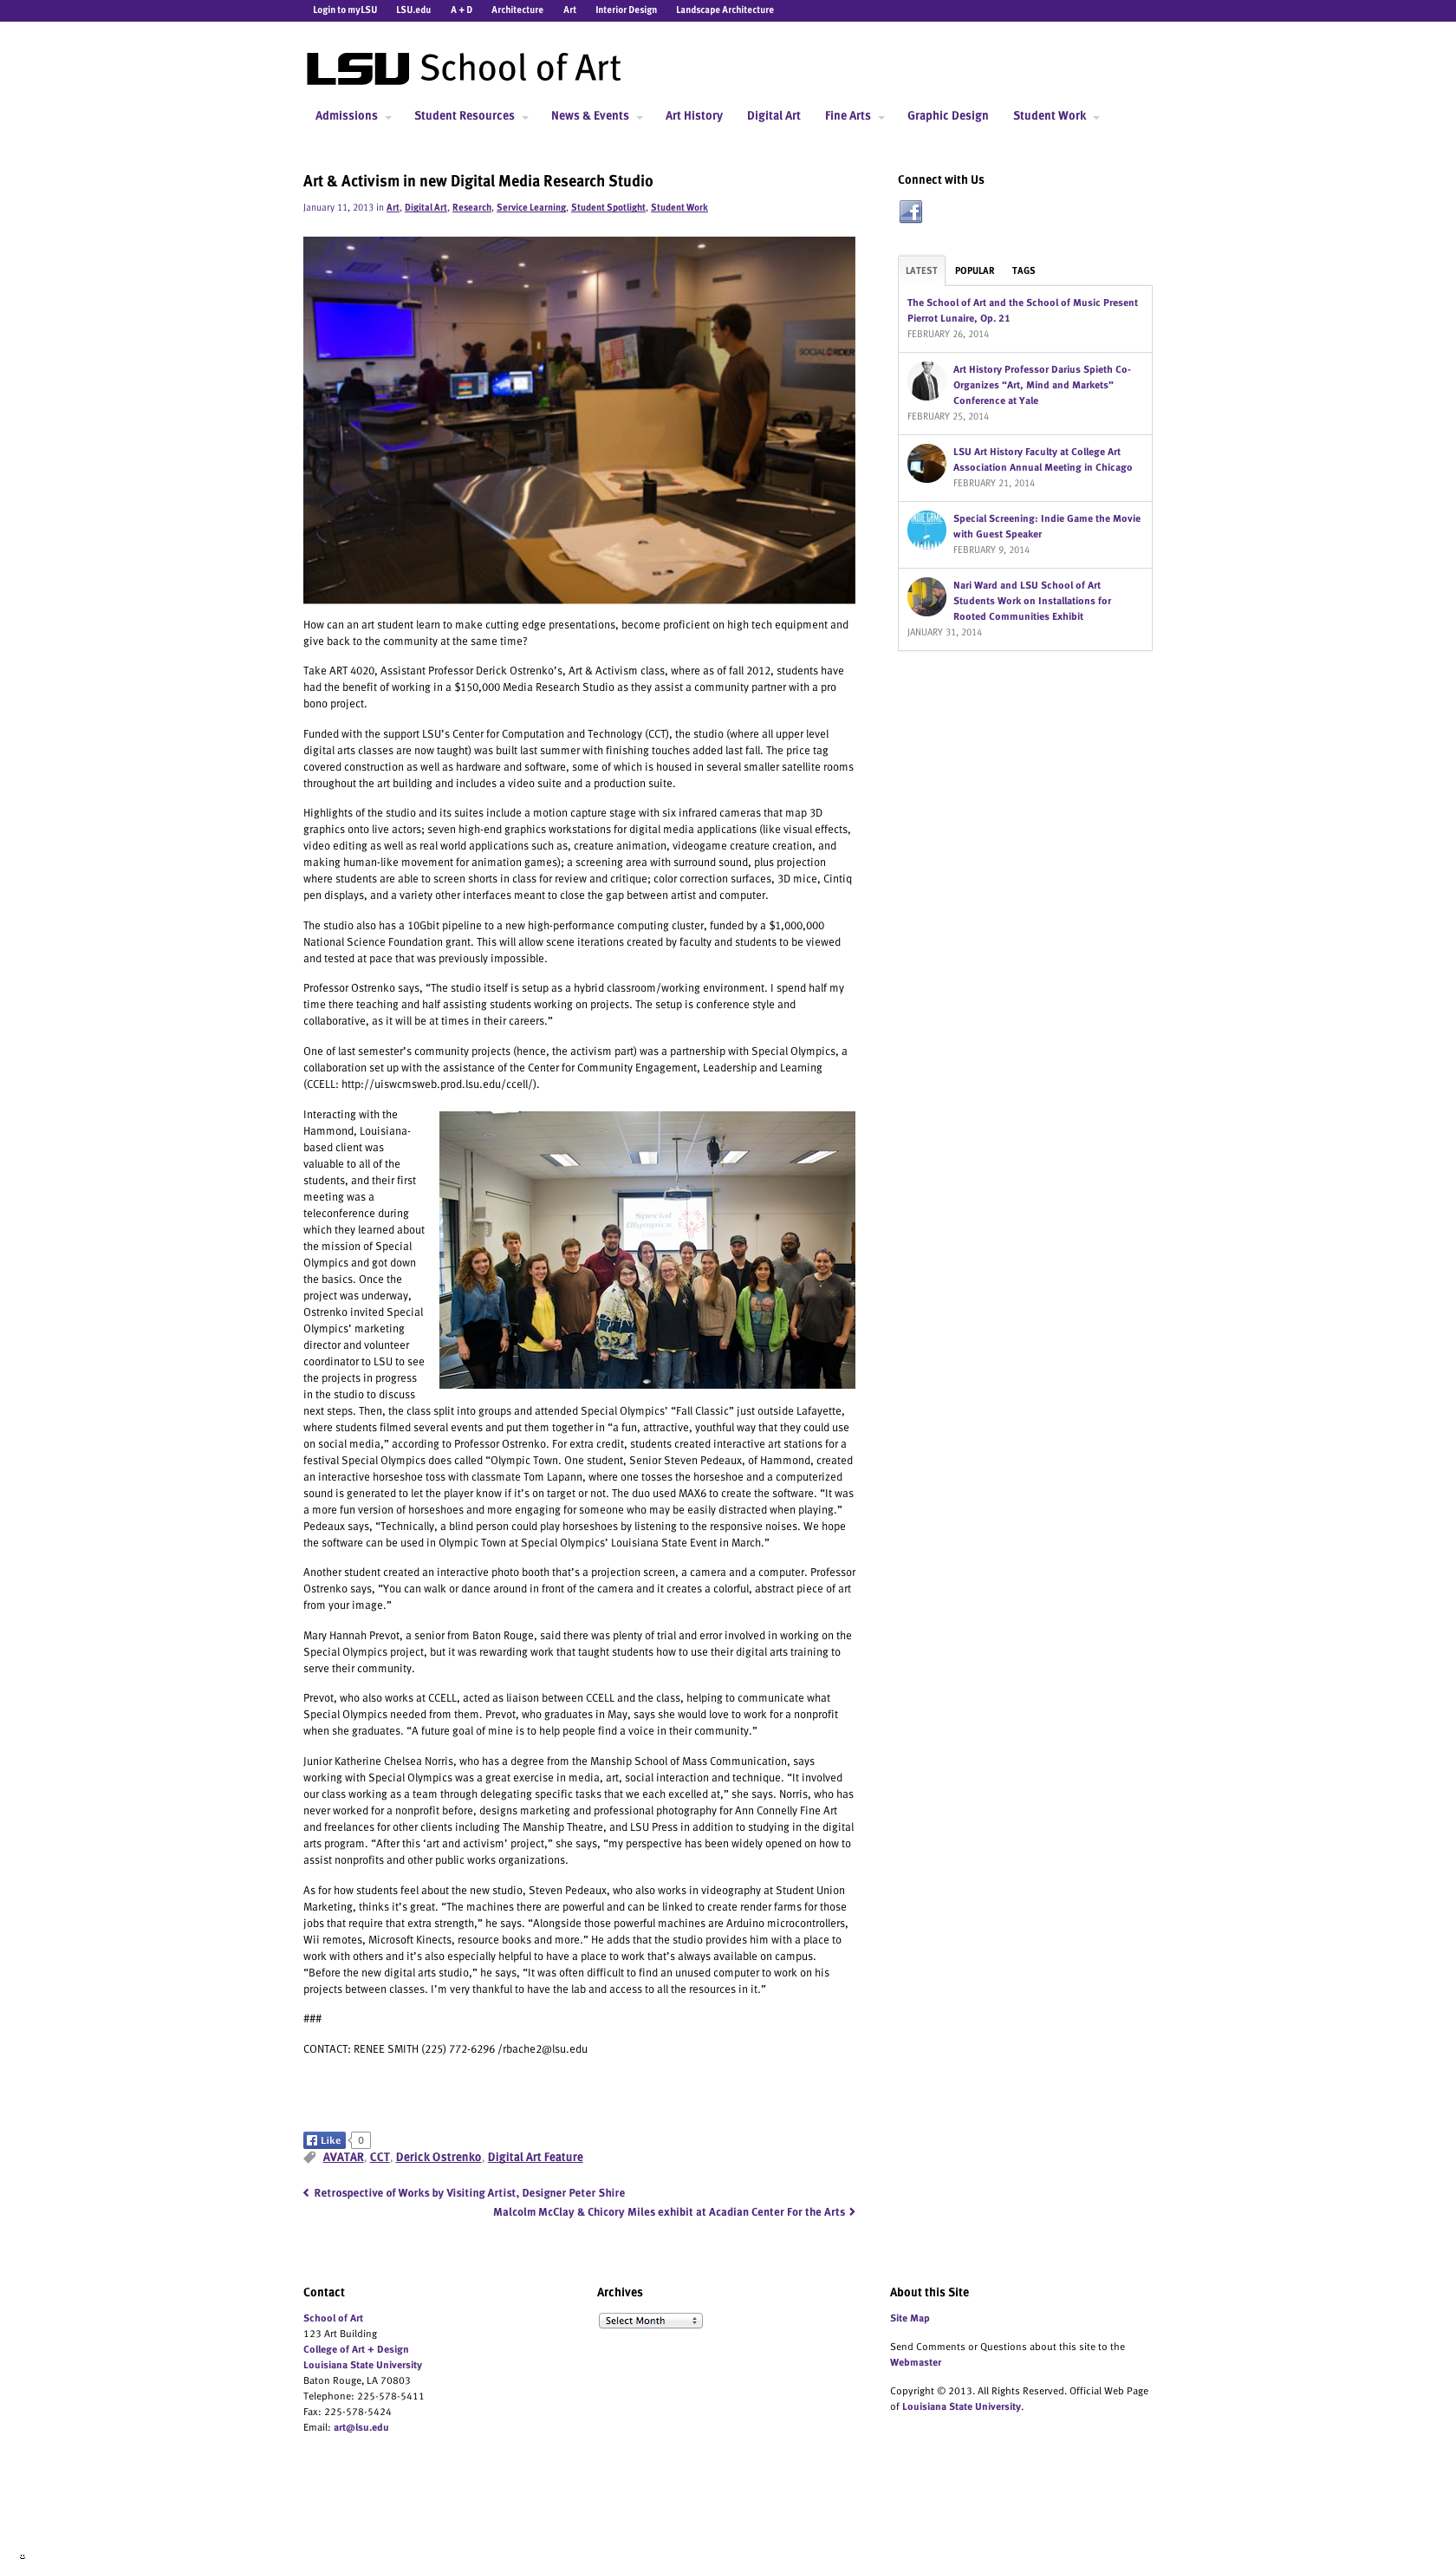 Login to myLSU LSU.edu A + D Architecture Art Interior Design Landscape Architecture
LSU School of Art
Admissions Student Resources News & Events Art History Digital Art Fine Arts Graphic Design Student Work
Art & Activism in new Digital Media Research Studio
January 11, 2013 in Art, Digital Art, Research, Service Learning, Student Spotlight, Student Work
SOCIAL ORDER
How can an art student learn to make cutting edge presentations, become proficient on high tech equipment and
give back to the community at the same time?
Take ART 4020, Assistant Professor Derick Ostrenko’s, Art & Activism class, where as of fall 2012, students have
had the benefit of working in a $150,000 Media Research Studio as they assist a community partner with a pro
bono project.
Funded with the support LSU’s Center for Computation and Technology (CCT), the studio (where all upper level
digital arts classes are now taught) was built last summer with finishing touches added last fall. The price tag
covered construction as well as hardware and software, some of which is housed in several smaller satellite rooms
throughout the art building and includes a video suite and a production suite.
Highlights of the studio and its suites include a motion capture stage with six infrared cameras that map 3D
graphics onto live actors; seven high-end graphics workstations for digital media applications (like visual effects,
video editing as well as real world applications such as, creature animation, videogame creature creation, and
making human-like movement for animation games); a screening area with surround sound, plus projection
where students are able to screen shorts in class for review and critique; color correction surfaces, 3D mice, Cintiq
pen displays, and a variety other interfaces meant to close the gap between artist and computer.
The studio also has a 10Gbit pipeline to a new high-performance computing cluster, funded by a $1,000,000
National Science Foundation grant. This will allow scene iterations created by faculty and students to be viewed
and tested at pace that was previously impossible.
Professor Ostrenko says, “The studio itself is setup as a hybrid classroom/working environment. I spend half my
time there teaching and half assisting students working on projects. The setup is conference style and
collaborative, as it will be at times in their careers.”
One of last semester’s community projects (hence, the activism part) was a partnership with Special Olympics, a
collaboration set up with the assistance of the Center for Community Engagement, Leadership and Learning
(CCELL: http://uiswcmsweb.prod.lsu.edu/ccell/).
Interacting with the
Hammond, Louisiana-
based client was
valuable to all of the
students, and their first
meeting was a
teleconference during
which they learned about
the mission of Special
Olympics and got down
the basics. Once the
project was underway,
Ostrenko invited Special
Olympics’ marketing
director and volunteer
coordinator to LSU to see
the projects in progress
in the studio to discuss
Special
Olympics
next steps. Then, the class split into groups and attended Special Olympics’ “Fall Classic” just outside Lafayette,
where students filmed several events and put them together in “a fun, attractive, youthful way that they could use
on social media,” according to Professor Ostrenko. For extra credit, students created interactive art stations for a
festival Special Olympics does called “Olympic Town. One student, Senior Steven Pedeaux, of Hammond, created
an interactive horseshoe toss with classmate Tom Lapann, where one tosses the horseshoe and a computerized
sound is generated to let the player know if it’s on target or not. The duo used MAX6 to create the software. “It was
a more fun version of horseshoes and more engaging for someone who may be easily distracted when playing.”
Pedeaux says, “Technically, a blind person could play horseshoes by listening to the responsive noises. We hope
the software can be used in Olympic Town at Special Olympics’ Louisiana State Event in March.”
Another student created an interactive photo booth that’s a projection screen, a camera and a computer. Professor
Ostrenko says, “You can walk or dance around in front of the camera and it creates a colorful, abstract piece of art
from your image.”
Mary Hannah Prevot, a senior from Baton Rouge, said there was plenty of trial and error involved in working on the
Special Olympics project, but it was rewarding work that taught students how to use their digital arts training to
serve their community.
Prevot, who also works at CCELL, acted as liaison between CCELL and the class, helping to communicate what
Special Olympics needed from them. Prevot, who graduates in May, says she would love to work for a nonprofit
when she graduates. “A future goal of mine is to help people find a voice in their community.”
Junior Katherine Chelsea Norris, who has a degree from the Manship School of Mass Communication, says
working with Special Olympics was a great exercise in media, art, social interaction and technique. “It involved
our class working as a team through delegating specific tasks that we each excelled at,” she says. Norris, who has
never worked for a nonprofit before, designs marketing and professional photography for Ann Connelly Fine Art
and freelances for other clients including The Manship Theatre, and LSU Press in addition to studying in the digital
arts program. “After this ‘art and activism’ project,” she says, “my perspective has been widely opened on how to
assist nonprofits and other public works organizations.
As for how students feel about the new studio, Steven Pedeaux, who also works in videography at Student Union
Marketing, thinks it’s great. “The machines there are powerful and can be linked to create render farms for those
jobs that require that extra strength,” he says. “Alongside those powerful machines are Arduino microcontrollers,
Wii remotes, Microsoft Kinects, resource books and more.” He adds that the studio provides him with a place to
work with others and it’s also especially helpful to have a place to work that’s always available on campus.
“Before the new digital arts studio,” he says, “It was often difficult to find an unused computer to work on his
projects between classes. I’m very thankful to have the lab and access to all the resources in it.”
###
CONTACT: RENEE SMITH (225) 772-6296 /rbache2@lsu.edu
Like 0
AVATAR, CCT, Derick Ostrenko, Digital Art Feature
Retrospective of Works by Visiting Artist, Designer Peter Shire
Malcolm McClay & Chicory Miles exhibit at Acadian Center For the Arts
Connect with Us
LATEST POPULAR TAGS
The School of Art and the School of Music Present
Pierrot Lunaire, Op. 21
FEBRUARY 26, 2014
Art History Professor Darius Spieth Co-
Organizes “Art, Mind and Markets”
Conference at Yale
FEBRUARY 25, 2014
LSU Art History Faculty at College Art
Association Annual Meeting in Chicago
FEBRUARY 21, 2014
INDIE GAME
Special Screening: Indie Game the Movie
with Guest Speaker
FEBRUARY 9, 2014
Nari Ward and LSU School of Art
Students Work on Installations for
Rooted Communities Exhibit
JANUARY 31, 2014
Contact
School of Art
123 Art Building
College of Art + Design
Louisiana State University
Baton Rouge, LA 70803
Telephone: 225-578-5411
Fax: 225-578-5424
Email: art@lsu.edu
Archives
Select Month
About this Site
Site Map
Send Comments or Questions about this site to the
Webmaster
Copyright © 2013. All Rights Reserved. Official Web Page
of Louisiana State University.